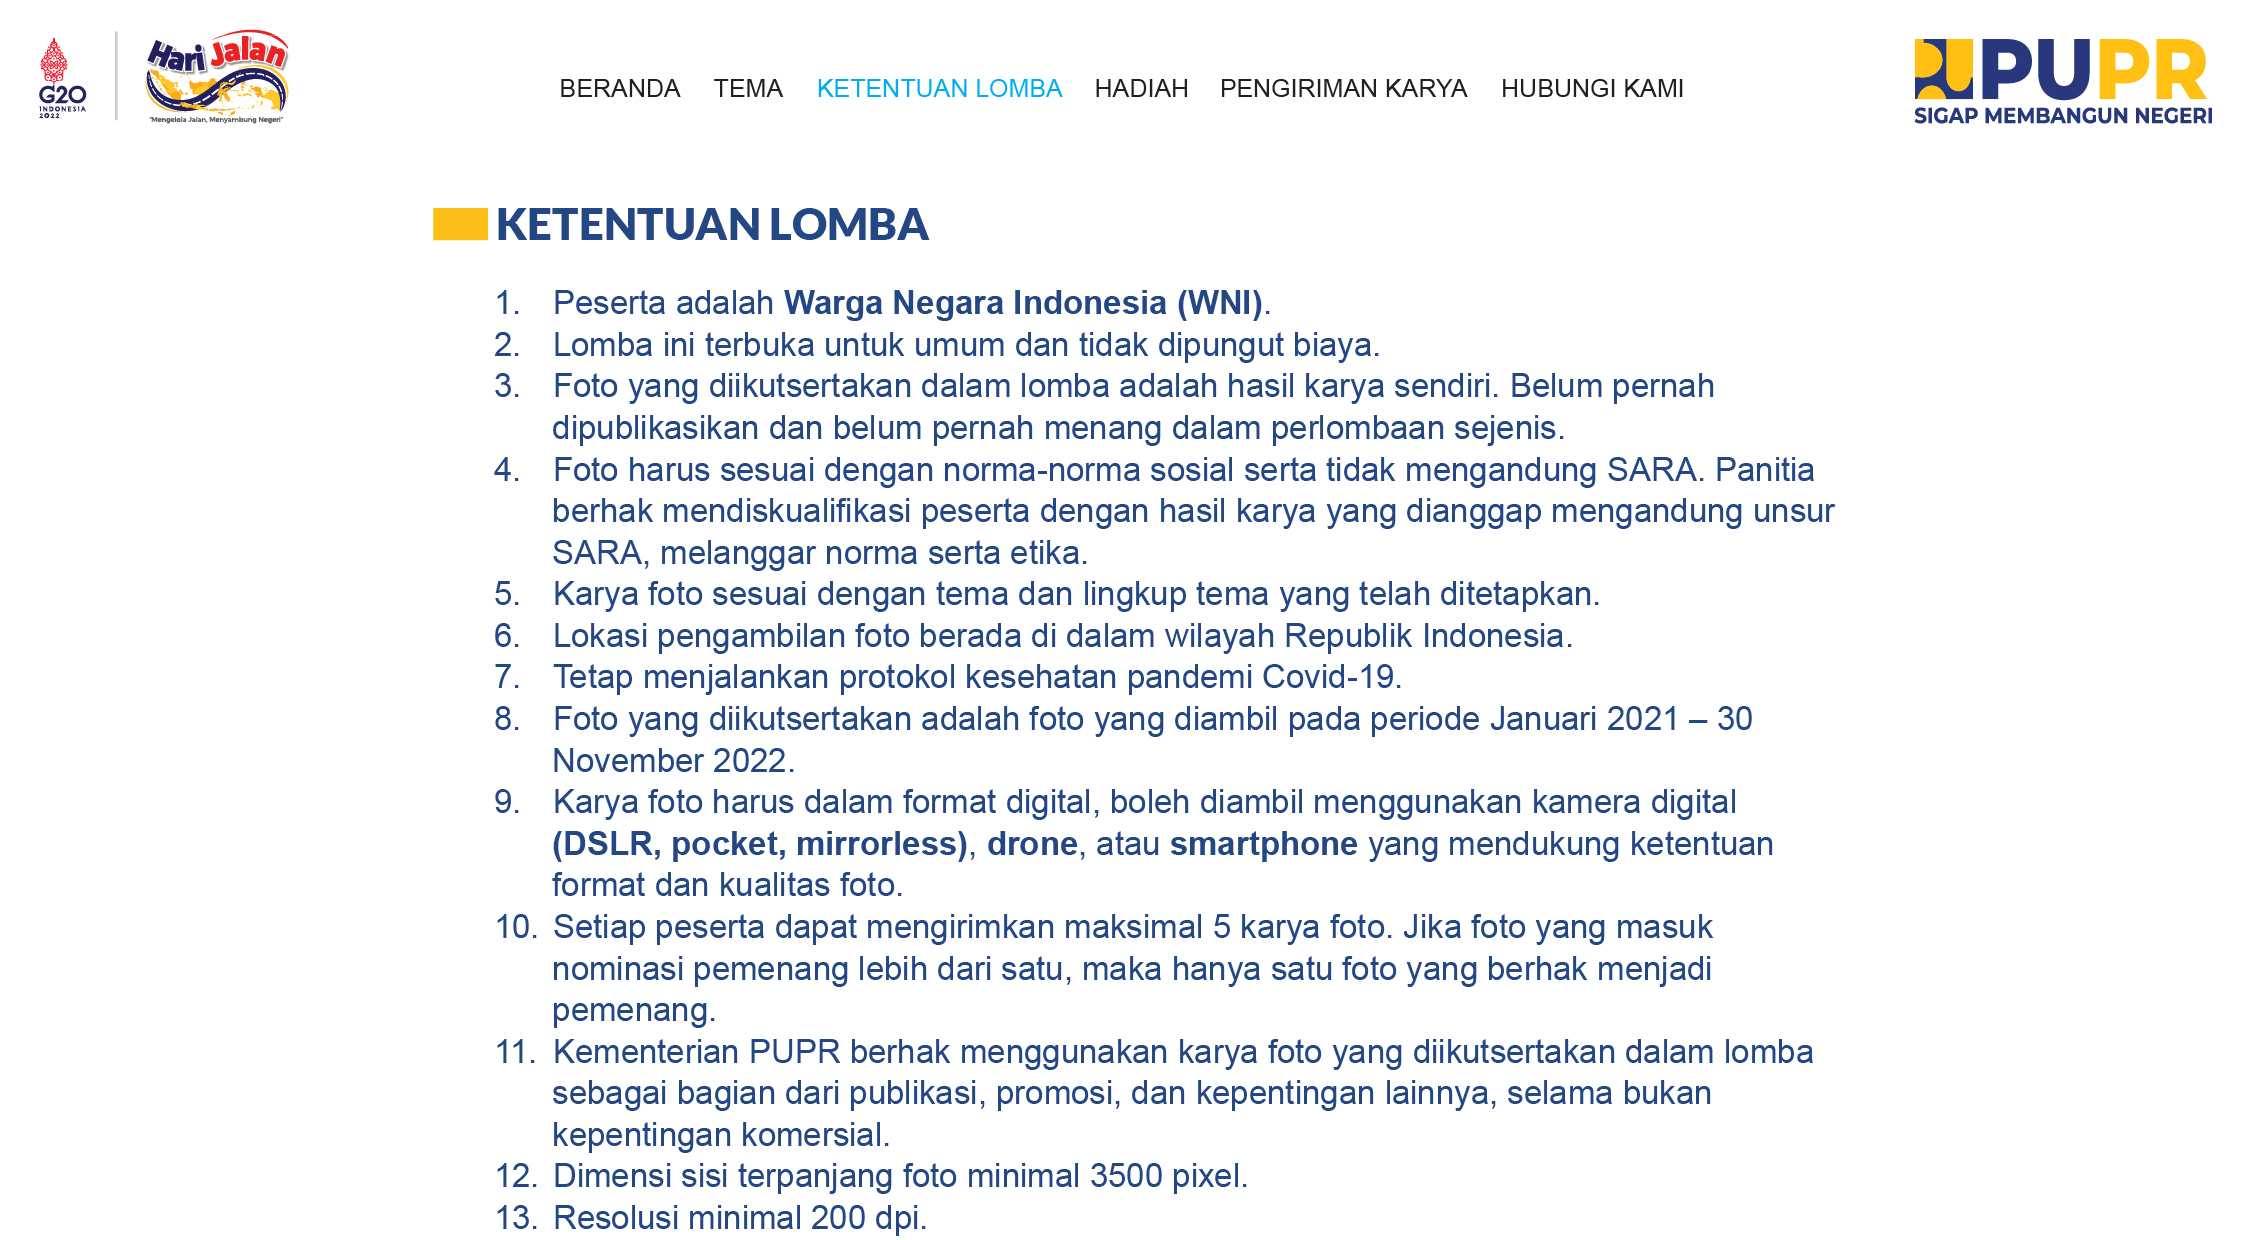 G20
INDONESIA
2022
Hari Jalan
"Mengelola Jalan, Menyambung Negeri"
BERANDA TEMA KETENTUAN LOMBA HADIAH PENGIRIMAN KARYA HUBUNGI KAMI
PUPR
SIGAP MEMBANGUN NEGERI
KETENTUAN LOMBA
1. Peserta adalah Warga Negara Indonesia (WNI).
2. Lomba ini terbuka untuk umum dan tidak dipungut biaya.
3. Foto yang diikutsertakan dalam lomba adalah hasil karya sendiri. Belum pernah
dipublikasikan dan belum pernah menang dalam perlombaan sejenis.
4. Foto harus sesuai dengan norma-norma sosial serta tidak mengandung SARA. Panitia
berhak mendiskualifikasi peserta dengan hasil karya yang dianggap mengandung unsur
SARA, melanggar norma serta etika.
5. Karya foto sesuai dengan tema dan lingkup tema yang telah ditetapkan.
6. Lokasi pengambilan foto berada di dalam wilayah Republik Indonesia.
7. Tetap menjalankan protokol kesehatan pandemi Covid-19.
8. Foto yang diikutsertakan adalah foto yang diambil pada periode Januari 2021 – 30
November 2022.
9. Karya foto harus dalam format digital, boleh diambil menggunakan kamera digital
(DSLR, pocket, mirrorless), drone, atau smartphone yang mendukung ketentuan
format dan kualitas foto.
10. Setiap peserta dapat mengirimkan maksimal 5 karya foto. Jika foto yang masuk
nominasi pemenang lebih dari satu, maka hanya satu foto yang berhak menjadi
pemenang.
11. Kementerian PUPR berhak menggunakan karya foto yang diikutsertakan dalam lomba
sebagai bagian dari publikasi, promosi, dan kepentingan lainnya, selama bukan
kepentingan komersial.
12. Dimensi sisi terpanjang foto minimal 3500 pixel.
13. Resolusi minimal 200 dpi.